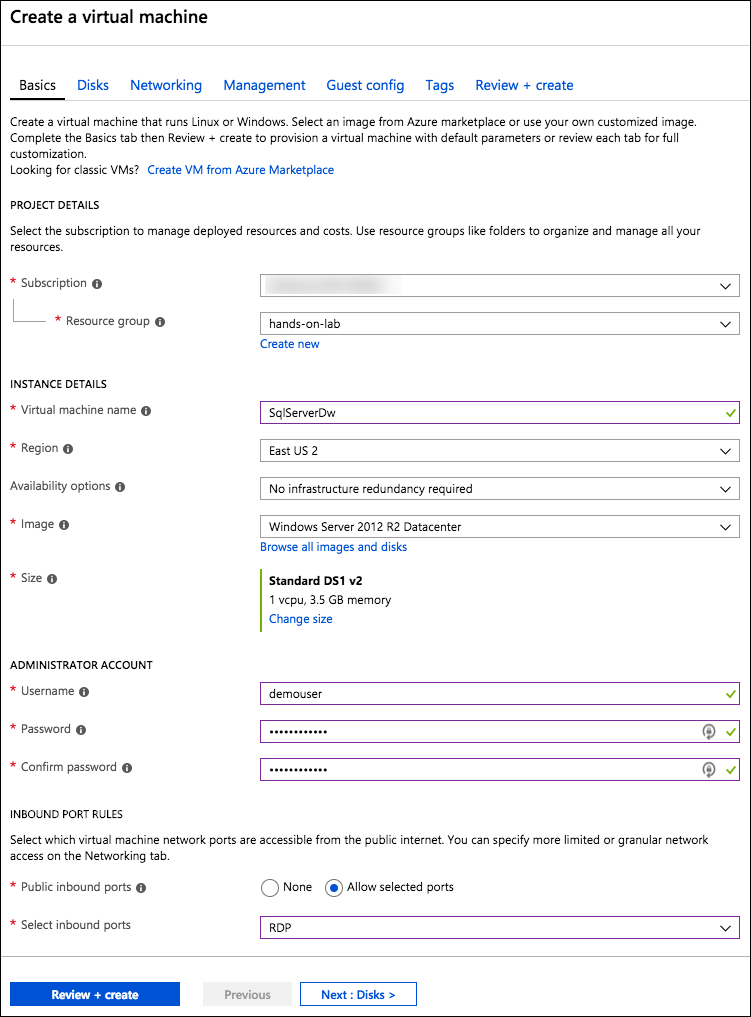 Create a virtual machine
Basics Disks Networking Management Guest config Tags Review + create
Create a virtual machine that runs Linux or Windows. Select an image from Azure marketplace or use your own customized image.
Complete the Basics tab then Review + create to provision a virtual machine with default parameters or review each tab for full
customization.
Looking for classic VMs? Create VM from Azure Marketplace
PROJECT DETAILS
Select the subscription to manage deployed resources and costs. Use resource groups like folders to organize and manage all your
resources.
* Subscription
* Resource group hands-on-lab
Create new
INSTANCE DETAILS
* Virtual machine name SqlServerDw
* Region East US 2
Availability options No infrastructure redundancy required
* Image Windows Server 2012 R2 Datacenter
Browse all images and disks
* Size Standard DS1 v2
1 vcpu, 3.5 GB memory
Change size
ADMINISTRATOR ACCOUNT
* Username demouser
* Password ••••••••••••
* Confirm password ••••••••••••
INBOUND PORT RULES
Select which virtual machine network ports are accessible from the public internet. You can specify more limited or granular network
access on the Networking tab.
* Public inbound ports None Allow selected ports
* Select inbound ports RDP
Review + create Previous Next : Disks >